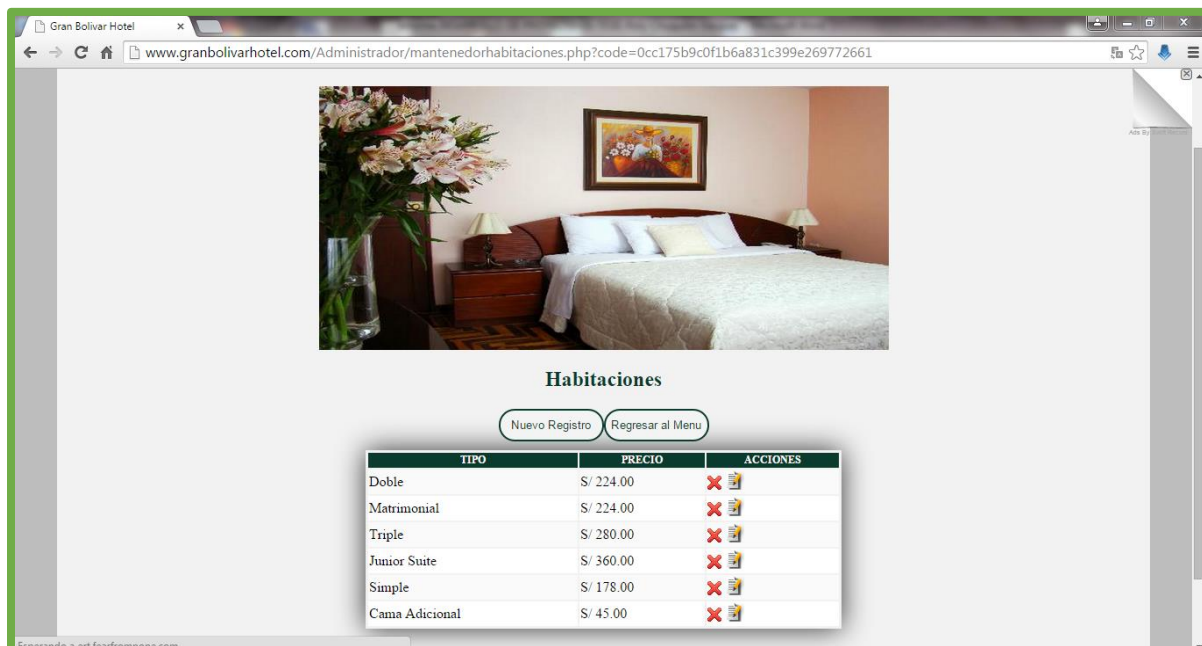 Gran Bolivar Hotel
www.granbolivarhotel.com/Administrador/mantenedorhabitaciones.php?code=0cc175b9c0f1b6a831c399e269772661
Habitaciones
Nuevo Registro Regresar al Menu
TIPO PRECIO ACCIONES
Doble S/ 224.00
Matrimonial S/ 224.00
Triple S/ 280.00
Junior Suite S/ 360.00
Simple S/ 178.00
Cama Adicional S/ 45.00